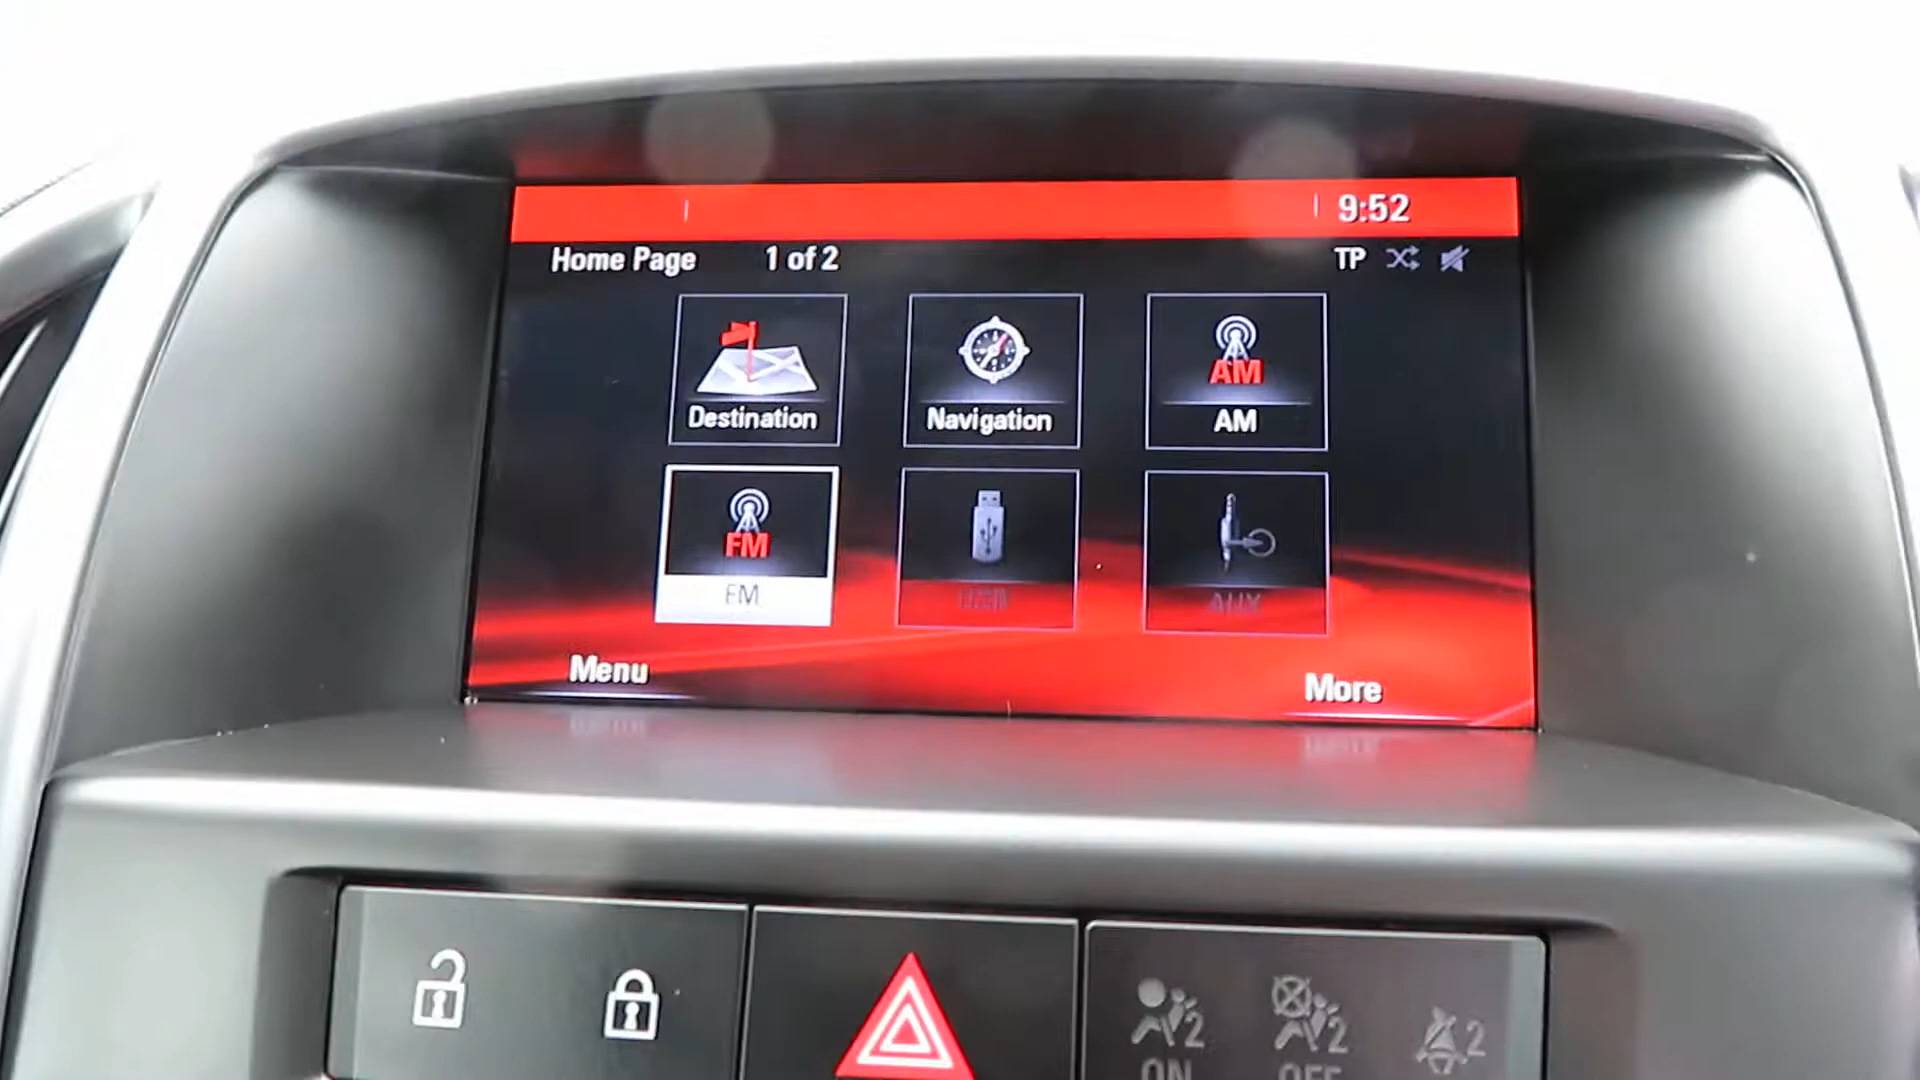 9:52
Home Page 1 of 2 TP
AM
Destination Navigation AM
FM
FM USB AUX
Menu More
2 2 2
ON OFF